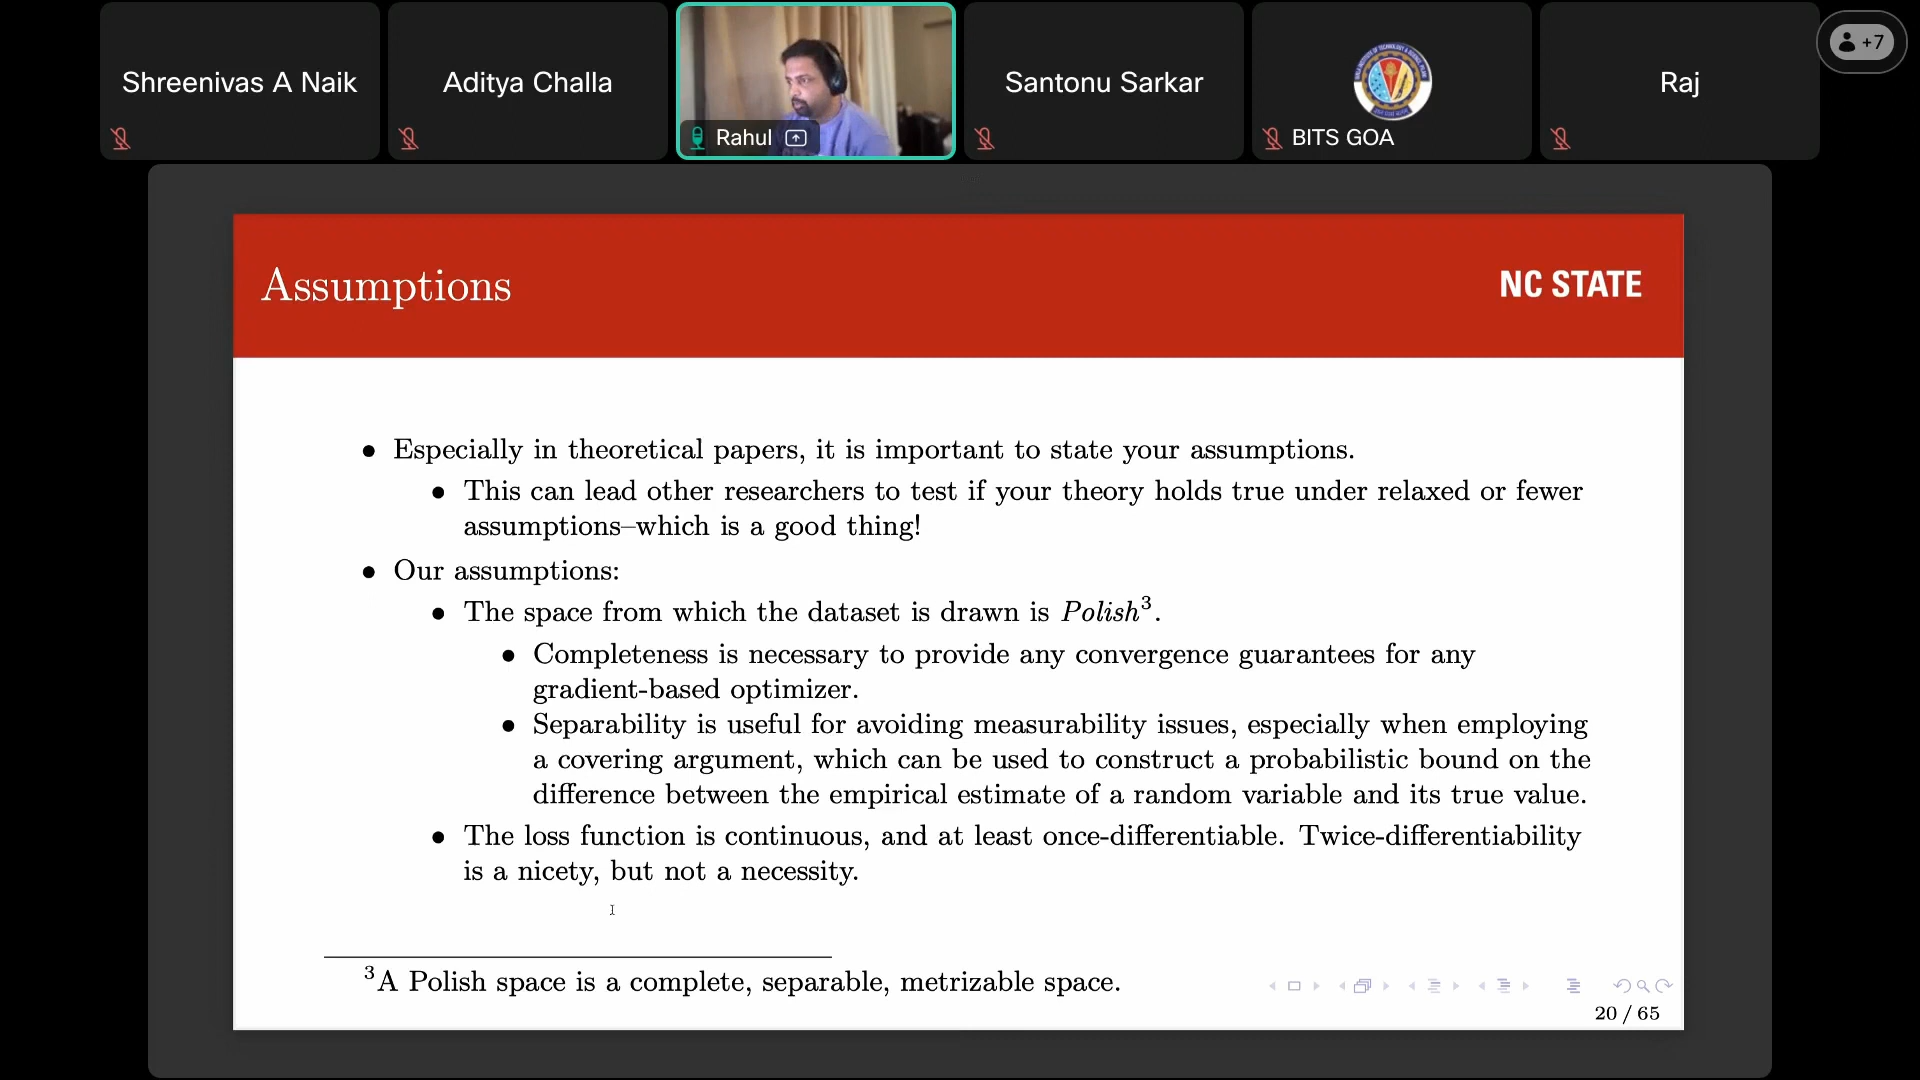 Shreenivas A Naik
Aditya Challa
Rahul
Santonu Sarkar
BITS GOA
Raj
+7
Assumptions
NC STATE
• Especially in theoretical papers, it is important to state your assumptions.
• This can lead other researchers to test if your theory holds true under relaxed or fewer
assumptions–which is a good thing!
• Our assumptions:
• The space from which the dataset is drawn is Polish³.
• Completeness is necessary to provide any convergence guarantees for any
gradient-based optimizer.
• Separability is useful for avoiding measurability issues, especially when employing
a covering argument, which can be used to construct a probabilistic bound on the
difference between the empirical estimate of a random variable and its true value.
• The loss function is continuous, and at least once-differentiable. Twice-differentiability
is a nicety, but not a necessity.
³A Polish space is a complete, separable, metrizable space.
20 / 65